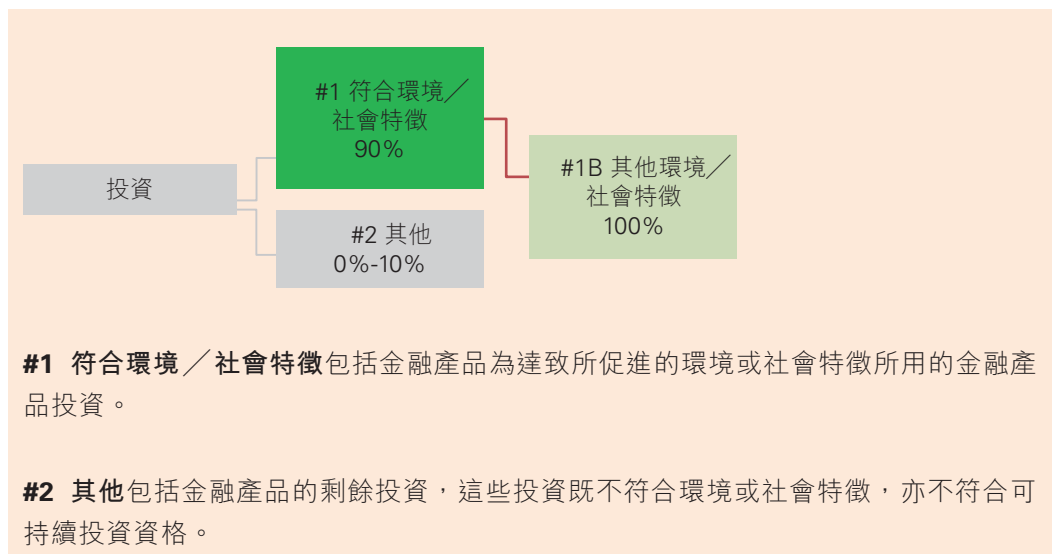 #1 符合環境／
社會特徵
90%
投資
#1B 其他環境／
社會特徵
100%
#2 其他
0%-10%
#1 符合環境／社會特徵包括金融產品為達致所促進的環境或社會特徵所用的金融產
品投資。
#2 其他包括金融產品的剩餘投資，這些投資既不符合環境或社會特徵，亦不符合可
持續投資資格。